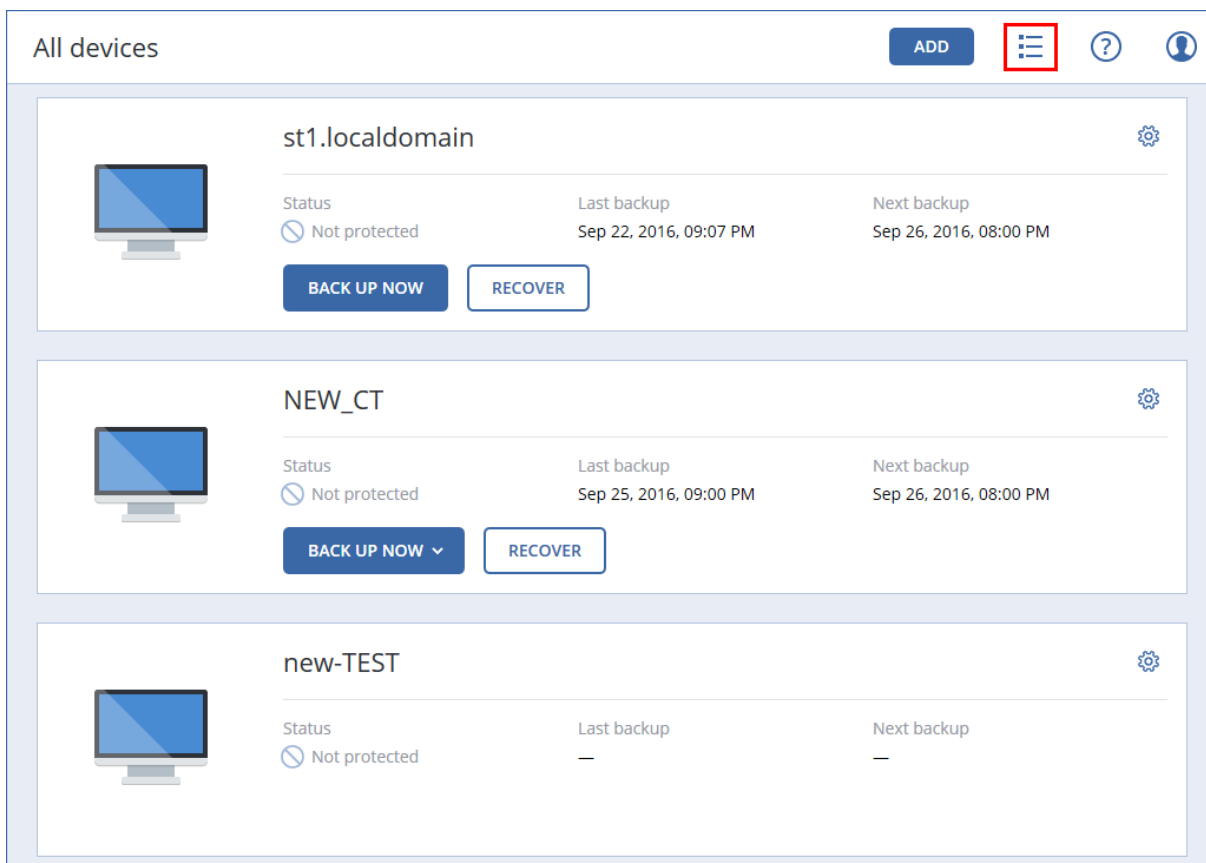 All devices
ADD
?
st1.localdomain
Status Last backup Next backup
Not protected Sep 22, 2016, 09:07 PM Sep 26, 2016, 08:00 PM
BACK UP NOW RECOVER
NEW_CT
Status Last backup Next backup
Not protected Sep 25, 2016, 09:00 PM Sep 26, 2016, 08:00 PM
BACK UP NOW RECOVER
new-TEST
Status Last backup Next backup
Not protected — —